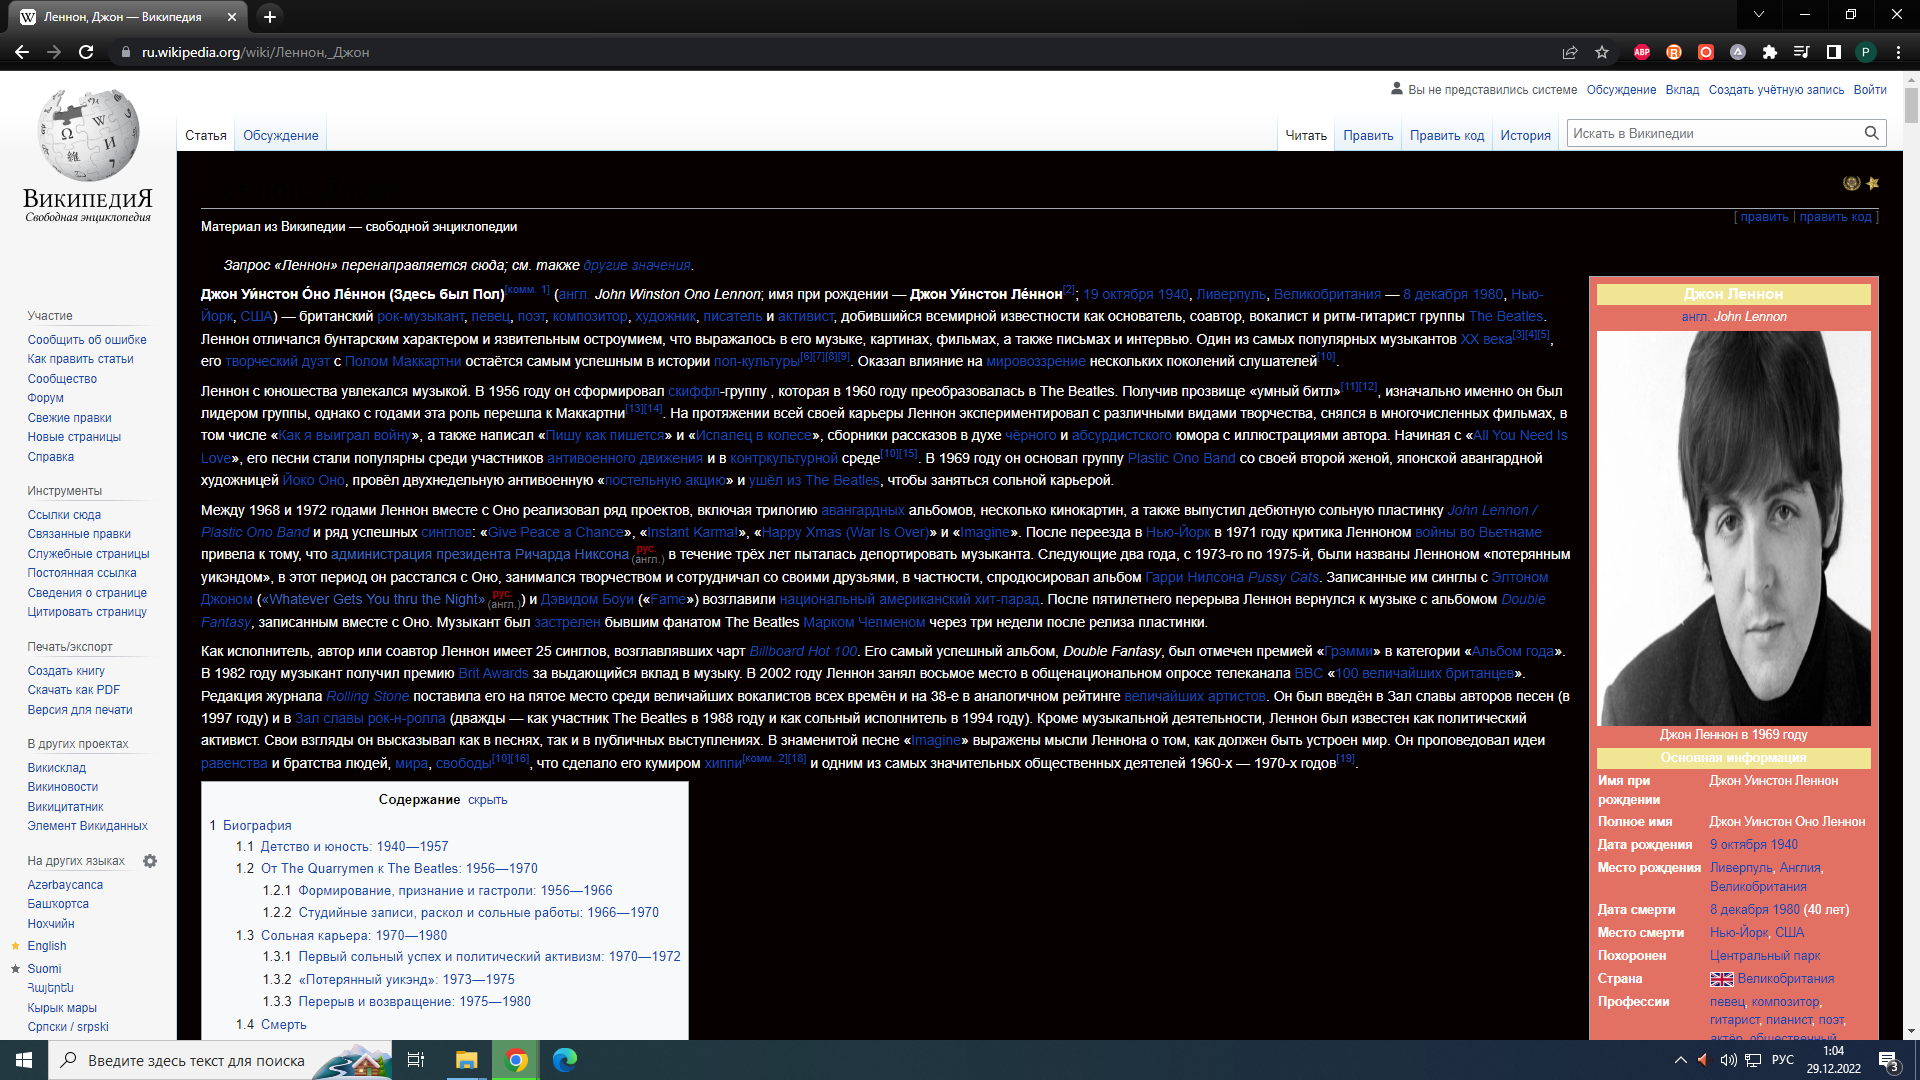 Леннон, Джон — Википедия
ru.wikipedia.org/wiki/Леннон,_Джон
Вы не представились системе Обсуждение Вклад Создать учётную запись Войти
Статья Обсуждение
Читать Править Править код История Искать в Википедии
ВикипедиЯ
Свободная энциклопедия
Участие
Сообщить об ошибке
Как править статьи
Сообщество
Форум
Свежие правки
Новые страницы
Справка
Инструменты
Ссылки сюда
Связанные правки
Служебные страницы
Постоянная ссылка
Сведения о странице
Цитировать страницу
Печать/экспорт
Создать книгу
Скачать как PDF
Версия для печати
В других проектах
Викисклад
Викиновости
Викицитатник
Элемент Викиданных
На других языках
Azərbaycanca
Башҡортса
Нохчийн
English
Suomi
Հայերեն
Кырык мары
Српски / srpski
[ править | править код ]
Материал из Википедии — свободной энциклопедии
Запрос «Леннон» перенаправляется сюда; см. также другие значения.
Джон Уи́нстон О́но Ле́ннон (Здесь был Пол)[комм. 1] (англ. John Winston Ono Lennon; имя при рождении — Джон Уи́нстон Ле́ннон[2]; 19 октября 1940, Ливерпуль, Великобритания — 8 декабря 1980, Нью-
Йорк, США) — британский рок-музыкант, певец, поэт, композитор, художник, писатель и активист, добившийся всемирной известности как основатель, соавтор, вокалист и ритм-гитарист группы The Beatles.
Леннон отличался бунтарским характером и язвительным остроумием, что выражалось в его музыке, картинах, фильмах, а также письмах и интервью. Один из самых популярных музыкантов XX века[3][4][5],
его творческий дуэт с Полом Маккартни остаётся самым успешным в истории поп-культуры[6][7][8][9]. Оказал влияние на мировоззрение нескольких поколений слушателей[10].
Леннон с юношества увлекался музыкой. В 1956 году он сформировал скиффл-группу , которая в 1960 году преобразовалась в The Beatles. Получив прозвище «умный битл»[11][12], изначально именно он был
лидером группы, однако с годами эта роль перешла к Маккартни[13][14]. На протяжении всей своей карьеры Леннон экспериментировал с различными видами творчества, снялся в многочисленных фильмах, в
том числе «Как я выиграл войну», а также написал «Пишу как пишется» и «Испалец в колесе», сборники рассказов в духе чёрного и абсурдистского юмора с иллюстрациями автора. Начиная с «All You Need Is
Love», его песни стали популярны среди участников антивоенного движения и в контркультурной среде[10][15]. В 1969 году он основал группу Plastic Ono Band со своей второй женой, японской авангардной
художницей Йоко Оно, провёл двухнедельную антивоенную «постельную акцию» и ушёл из The Beatles, чтобы заняться сольной карьерой.
Между 1968 и 1972 годами Леннон вместе с Оно реализовал ряд проектов, включая трилогию авангардных альбомов, несколько кинокартин, а также выпустил дебютную сольную пластинку John Lennon /
Plastic Ono Band и ряд успешных синглов: «Give Peace a Chance», «Instant Karma!», «Happy Xmas (War Is Over)» и «Imagine». После переезда в Нью-Йорк в 1971 году критика Ленноном войны во Вьетнаме
привела к тому, что администрация президента Ричарда Никсона рус. (англ.) в течение трёх лет пыталась депортировать музыканта. Следующие два года, с 1973-го по 1975-й, были названы Ленноном «потерянным
уикэндом», в этот период он расстался с Оно, занимался творчеством и сотрудничал со своими друзьями, в частности, спродюсировал альбом Гарри Нилсона Pussy Cats. Записанные им синглы с Элтоном
Джоном («Whatever Gets You thru the Night» рус. (англ.)) и Дэвидом Боуи («Fame») возглавили национальный американский хит-парад. После пятилетнего перерыва Леннон вернулся к музыке с альбомом Double
Fantasy, записанным вместе с Оно. Музыкант был застрелен бывшим фанатом The Beatles Марком Чепменом через три недели после релиза пластинки.
Как исполнитель, автор или соавтор Леннон имеет 25 синглов, возглавлявших чарт Billboard Hot 100. Его самый успешный альбом, Double Fantasy, был отмечен премией «Грэмми» в категории «Альбом года».
В 1982 году музыкант получил премию Brit Awards за выдающийся вклад в музыку. В 2002 году Леннон занял восьмое место в общенациональном опросе телеканала BBC «100 величайших британцев».
Редакция журнала Rolling Stone поставила его на пятое место среди величайших вокалистов всех времён и на 38-е в аналогичном рейтинге величайших артистов. Он был введён в Зал славы авторов песен (в
1997 году) и в Зал славы рок-н-ролла (дважды — как участник The Beatles в 1988 году и как сольный исполнитель в 1994 году). Кроме музыкальной деятельности, Леннон был известен как политический
активист. Свои взгляды он высказывал как в песнях, так и в публичных выступлениях. В знаменитой песне «Imagine» выражены мысли Леннона о том, как должен быть устроен мир. Он проповедовал идеи
равенства и братства людей, мира, свободы[10][16], что сделало его кумиром хиппи[комм. 2][18] и одним из самых значительных общественных деятелей 1960-х — 1970-х годов[19].
Содержание скрыть
1 Биография
1.1 Детство и юность: 1940—1957
1.2 От The Quarrymen к The Beatles: 1956—1970
1.2.1 Формирование, признание и гастроли: 1956—1966
1.2.2 Студийные записи, раскол и сольные работы: 1966—1970
1.3 Сольная карьера: 1970—1980
1.3.1 Первый сольный успех и политический активизм: 1970—1972
1.3.2 «Потерянный уикэнд»: 1973—1975
1.3.3 Перерыв и возвращение: 1975—1980
1.4 Смерть
Джон Леннон
англ. John Lennon
Джон Леннон в 1969 году
Основная информация
Имя при рождении Джон Уинстон Леннон
Полное имя Джон Уинстон Оно Леннон
Дата рождения 9 октября 1940
Место рождения Ливерпуль, Англия,
Великобритания
Дата смерти 8 декабря 1980 (40 лет)
Место смерти Нью-Йорк, США
Похоронен Центральный парк
Страна Великобритания
Профессии певец, композитор,
гитарист, пианист, поэт,
актёр, общественный
Введите здесь текст для поиска
РУС
1:04
29.12.2022
3